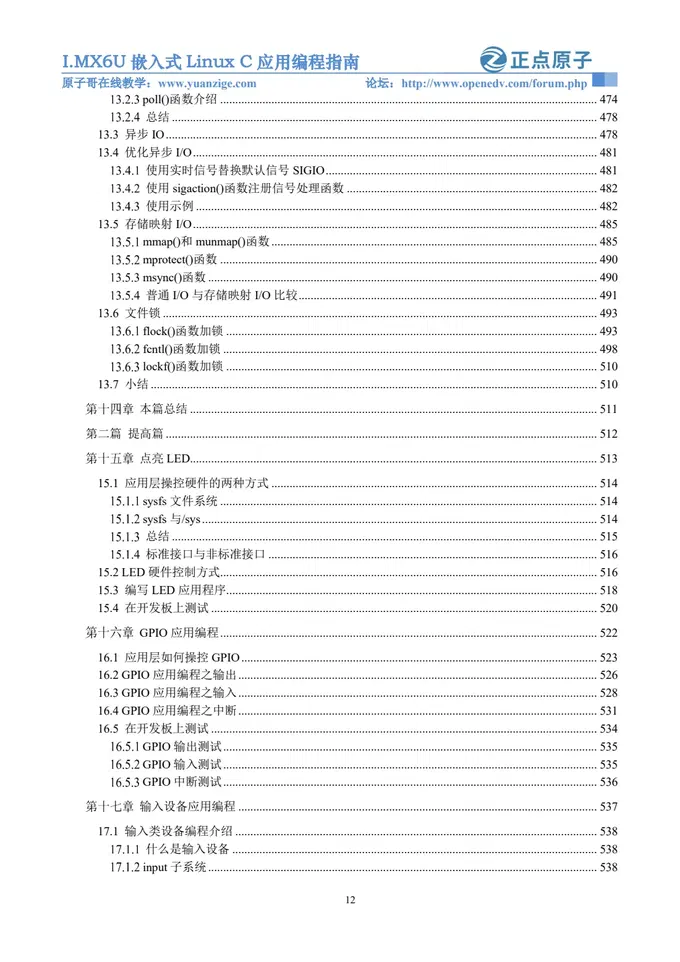 I.MX6U 嵌入式 Linux C 应用编程指南
正点原子
原子哥在线教学：www.yuanzige.com 论坛：http://www.openedv.com/forum.php
13.2.3 poll()函数介绍 ........ 474
13.2.4 总结 ........ 478
13.3 异步 IO ........ 478
13.4 优化异步 I/O ........ 481
13.4.1 使用实时信号替换默认信号 SIGIO ........ 481
13.4.2 使用 sigaction()函数注册信号处理函数 ........ 482
13.4.3 使用示例 ........ 482
13.5 存储映射 I/O ........ 485
13.5.1 mmap()和 munmap()函数 ........ 485
13.5.2 mprotect()函数 ........ 490
13.5.3 msync()函数 ........ 490
13.5.4 普通 I/O 与存储映射 I/O 比较 ........ 491
13.6 文件锁 ........ 493
13.6.1 flock()函数加锁 ........ 493
13.6.2 fcntl()函数加锁 ........ 498
13.6.3 lockf()函数加锁 ........ 510
13.7 小结 ........ 510
第十四章 本篇总结 ........ 511
第二篇 提高篇 ........ 512
第十五章 点亮 LED ........ 513
15.1 应用层操控硬件的两种方式 ........ 514
15.1.1 sysfs 文件系统 ........ 514
15.1.2 sysfs 与/sys ........ 514
15.1.3 总结 ........ 515
15.1.4 标准接口与非标准接口 ........ 516
15.2 LED 硬件控制方式 ........ 516
15.3 编写 LED 应用程序 ........ 518
15.4 在开发板上测试 ........ 520
第十六章 GPIO 应用编程 ........ 522
16.1 应用层如何操控 GPIO ........ 523
16.2 GPIO 应用编程之输出 ........ 526
16.3 GPIO 应用编程之输入 ........ 528
16.4 GPIO 应用编程之中断 ........ 531
16.5 在开发板上测试 ........ 534
16.5.1 GPIO 输出测试 ........ 535
16.5.2 GPIO 输入测试 ........ 535
16.5.3 GPIO 中断测试 ........ 536
第十七章 输入设备应用编程 ........ 537
17.1 输入类设备编程介绍 ........ 538
17.1.1 什么是输入设备 ........ 538
17.1.2 input 子系统 ........ 538
12